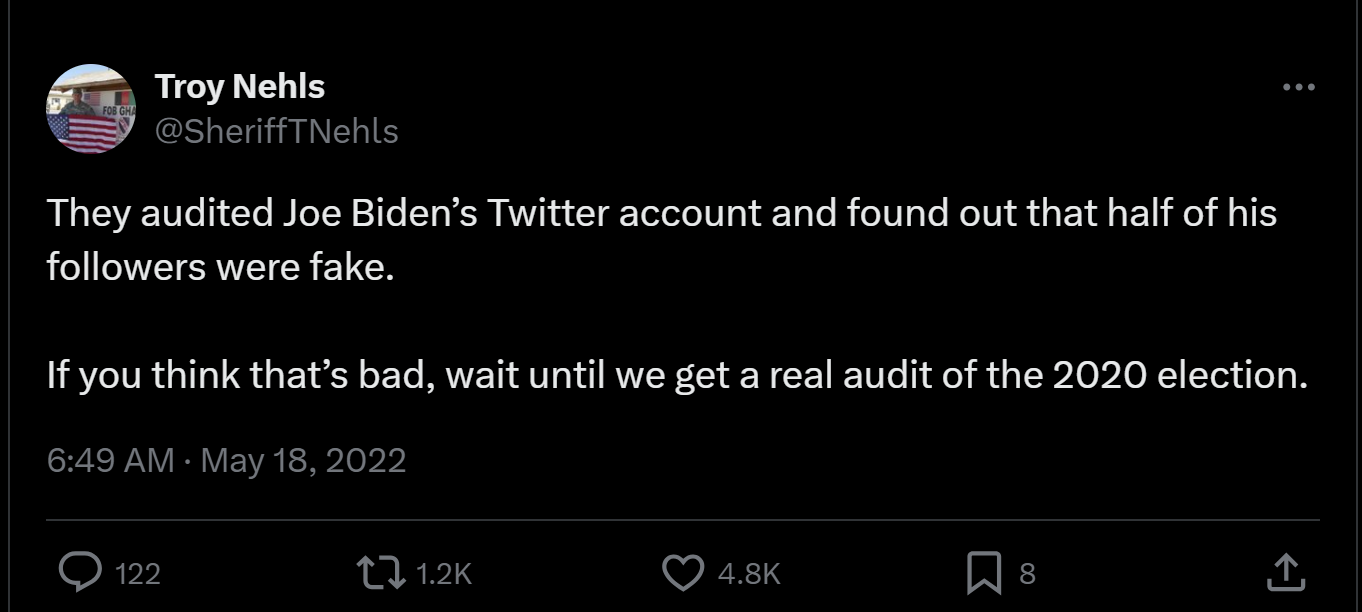 Troy Nehls
@SheriffTNehls
FOB GHA
They audited Joe Biden’s Twitter account and found out that half of his
followers were fake.
If you think that’s bad, wait until we get a real audit of the 2020 election.
6:49 AM · May 18, 2022
122 1.2K 4.8K 8